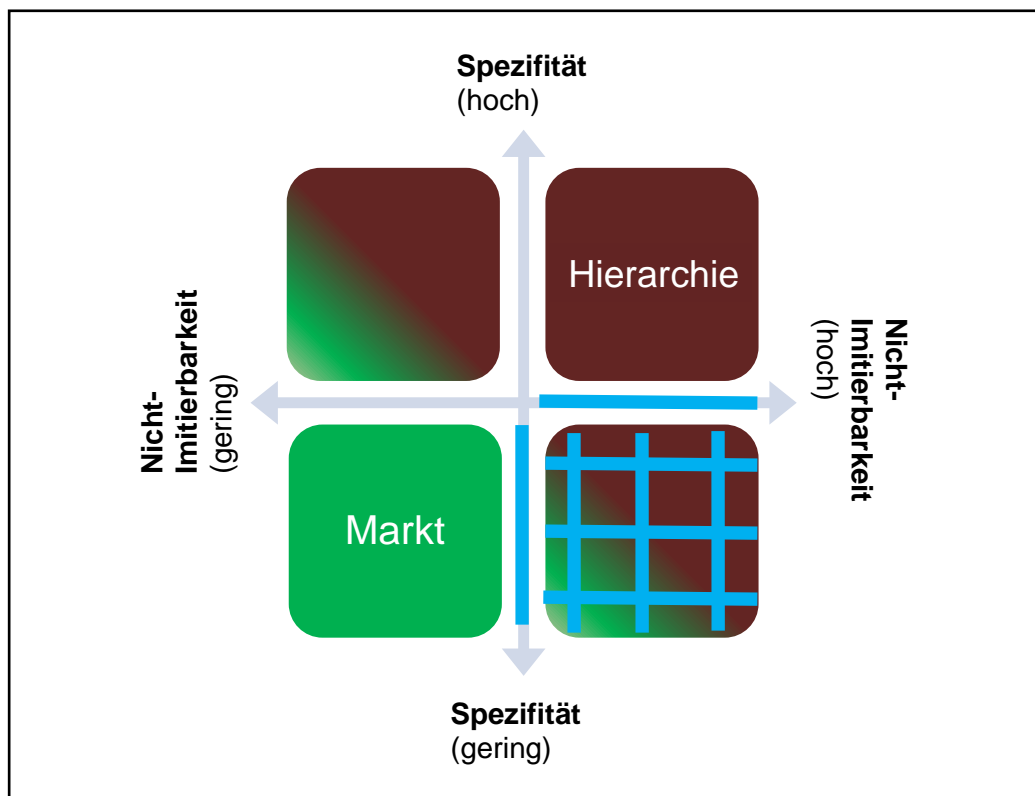 Spezifität
(hoch)
Hierarchie
Nicht-
Imitierbarkeit
(gering)
Nicht-
Imitierbarkeit
(hoch)
Markt
Spezifität
(gering)